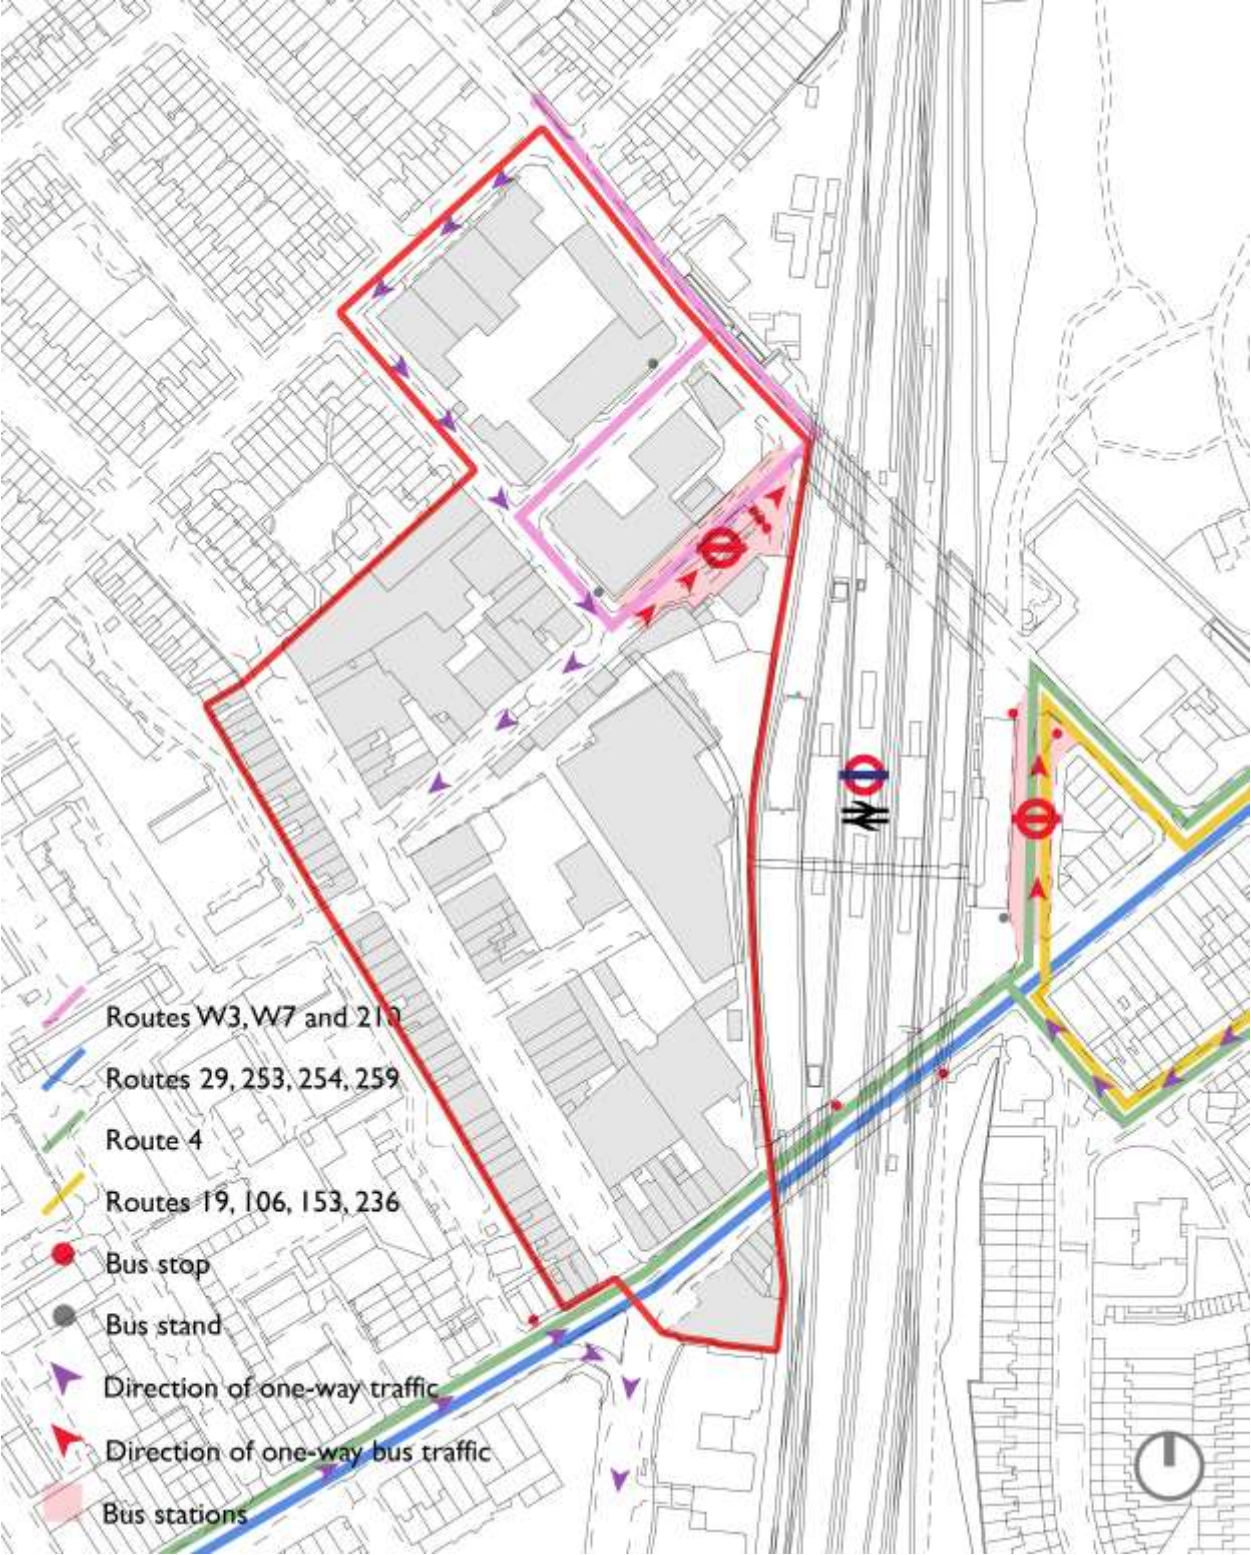 Routes W3, W7 and 210
Routes 29, 253, 254, 259
Route 4
Routes 19, 106, 153, 236
Bus stop
Bus stand
Direction of one-way traffic
Direction of one-way bus traffic
Bus stations